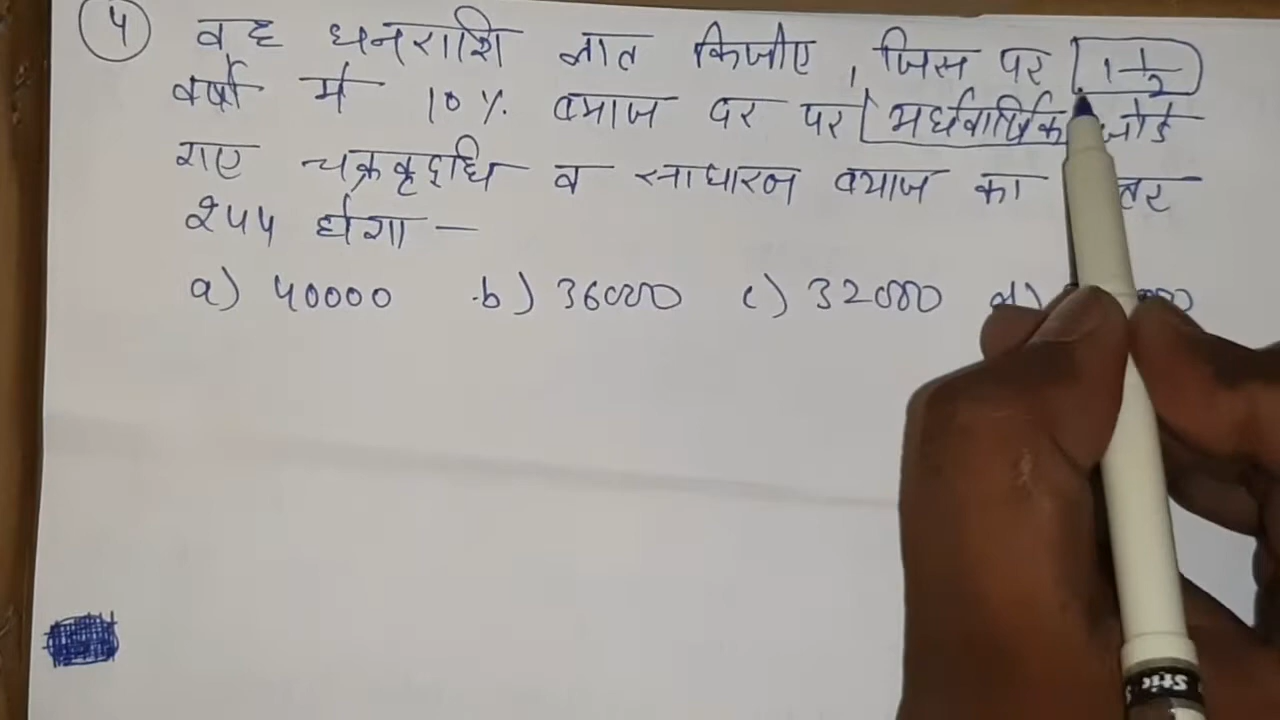 4 वह धनराशि ज्ञात किजीए, जिस पर 1 1/2
वर्षो मे 10% ब्याज दर पर अर्धवार्षिक जोडे
गए चक्रवृद्धि व साधारन ब्याज का
244 होगा —
a) 40000 b) 36000 c) 32000 d)